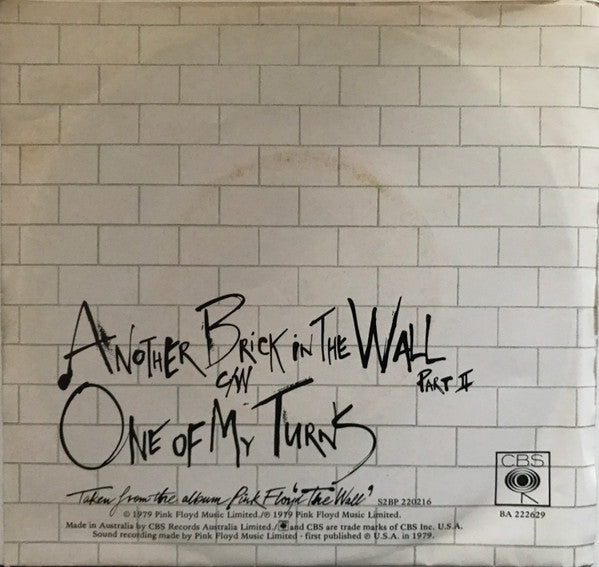 ANOTHER BRICK IN THE WALL
PART II
C/W
ONE OF MY TURNS
Taken from the album Pink Floyd "The Wall" S2BP 220216
© 1979 Pink Floyd Music Limited./℗ 1979 Pink Floyd Music Limited.
Made in Australia by CBS Records Australia Limited./ and CBS are trade marks of CBS Inc. U.S.A.
Sound recording made by Pink Floyd Music Limited · first published ℗ U.S.A. in 1979.
CBS
BA 222629